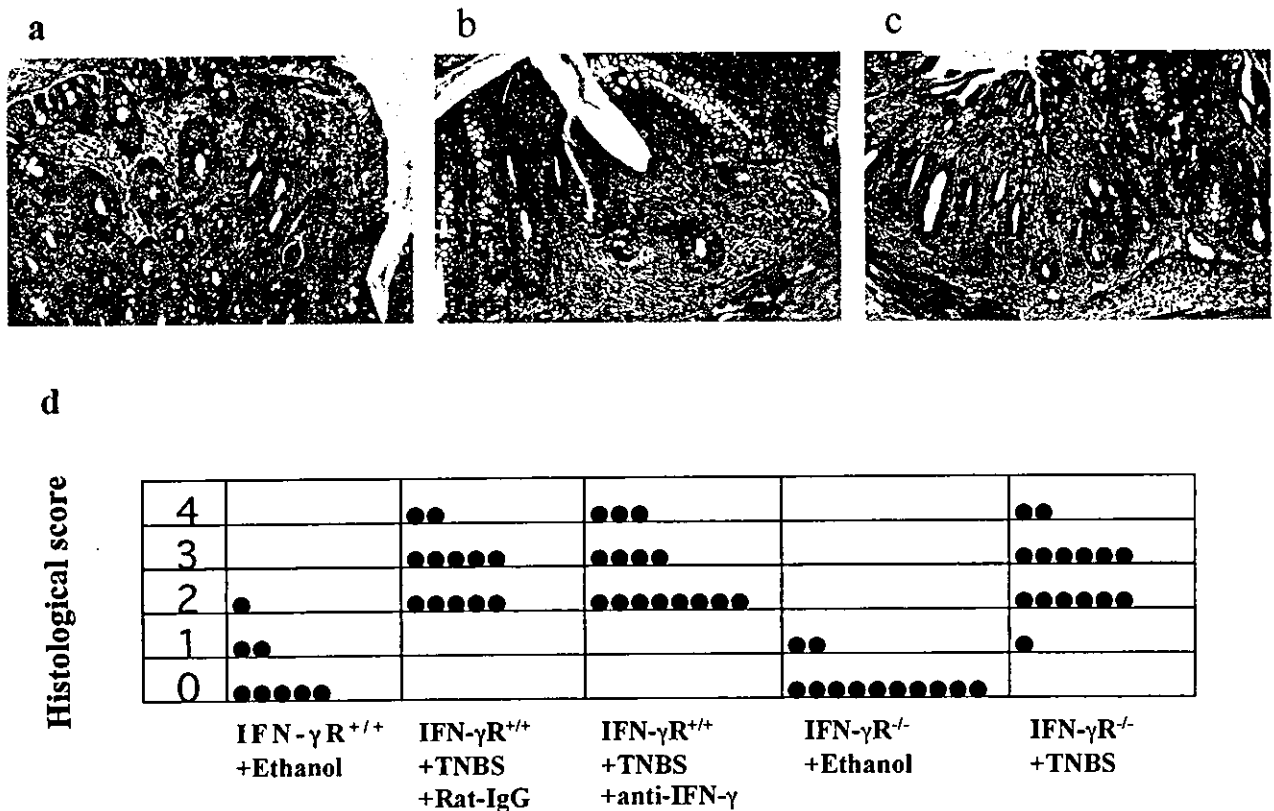 a
b
c
d
Histological score
4
3
2
1
0
IFN-γR+/+
+Ethanol
IFN-γR+/+
+TNBS
+Rat-IgG
IFN-γR+/+
+TNBS
+anti-IFN-γ
IFN-γR-/-
+Ethanol
IFN-γR-/-
+TNBS